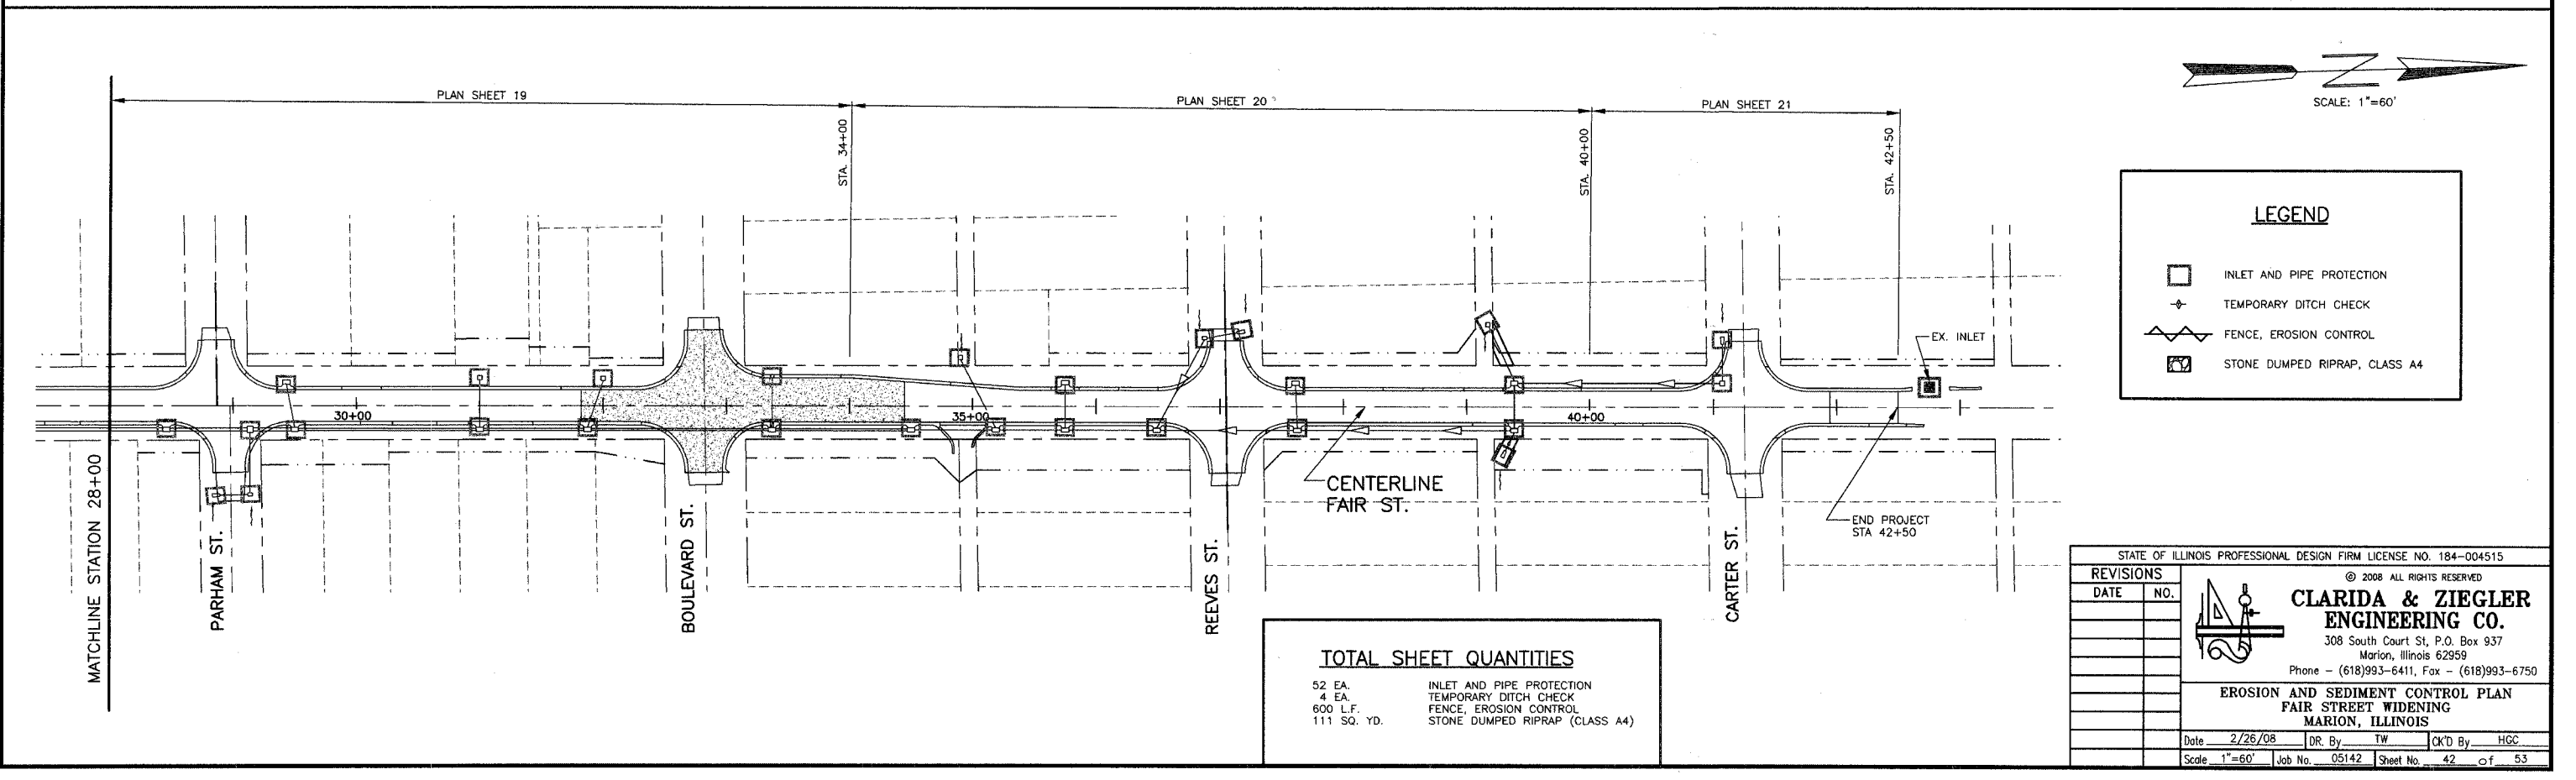 PLAN SHEET 19
PLAN SHEET 20
PLAN SHEET 21
STA. 34+00
STA. 40+00
STA. 42+50
SCALE: 1"=60'
LEGEND
INLET AND PIPE PROTECTION
TEMPORARY DITCH CHECK
FENCE, EROSION CONTROL
STONE DUMPED RIPRAP, CLASS A4
EX. INLET
30+00
35+00
40+00
CENTERLINE
FAIR ST.
END PROJECT
STA 42+50
MATCHLINE STATION 28+00
PARHAM ST.
BOULEVARD ST.
REEVES ST.
CARTER ST.
TOTAL SHEET QUANTITIES
52 EA. INLET AND PIPE PROTECTION
4 EA. TEMPORARY DITCH CHECK
600 L.F. FENCE, EROSION CONTROL
111 SQ. YD. STONE DUMPED RIPRAP (CLASS A4)
STATE OF ILLINOIS PROFESSIONAL DESIGN FIRM LICENSE NO. 184-004515
REVISIONS
DATE NO.
© 2008 ALL RIGHTS RESERVED
CLARIDA & ZIEGLER
ENGINEERING CO.
308 South Court St, P.O. Box 937
Marion, Illinois 62959
Phone - (618)993-6411, Fax - (618)993-6750
EROSION AND SEDIMENT CONTROL PLAN
FAIR STREET WIDENING
MARION, ILLINOIS
Date 2/26/08 DR. By TW CK'D By HGC
Scale 1"=60' Job No. 05142 Sheet No. 42 of 53